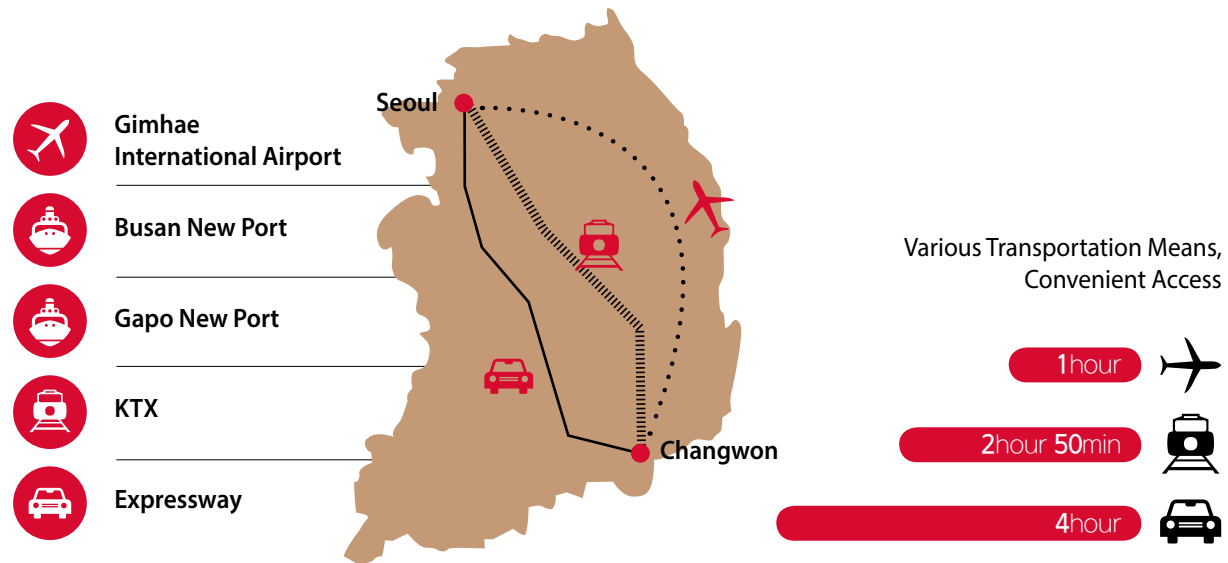 Gimhae
International Airport
Busan New Port
Gapo New Port
KTX
Expressway
Seoul
Changwon
Various Transportation Means,
Convenient Access
1hour
2hour 50min
4hour